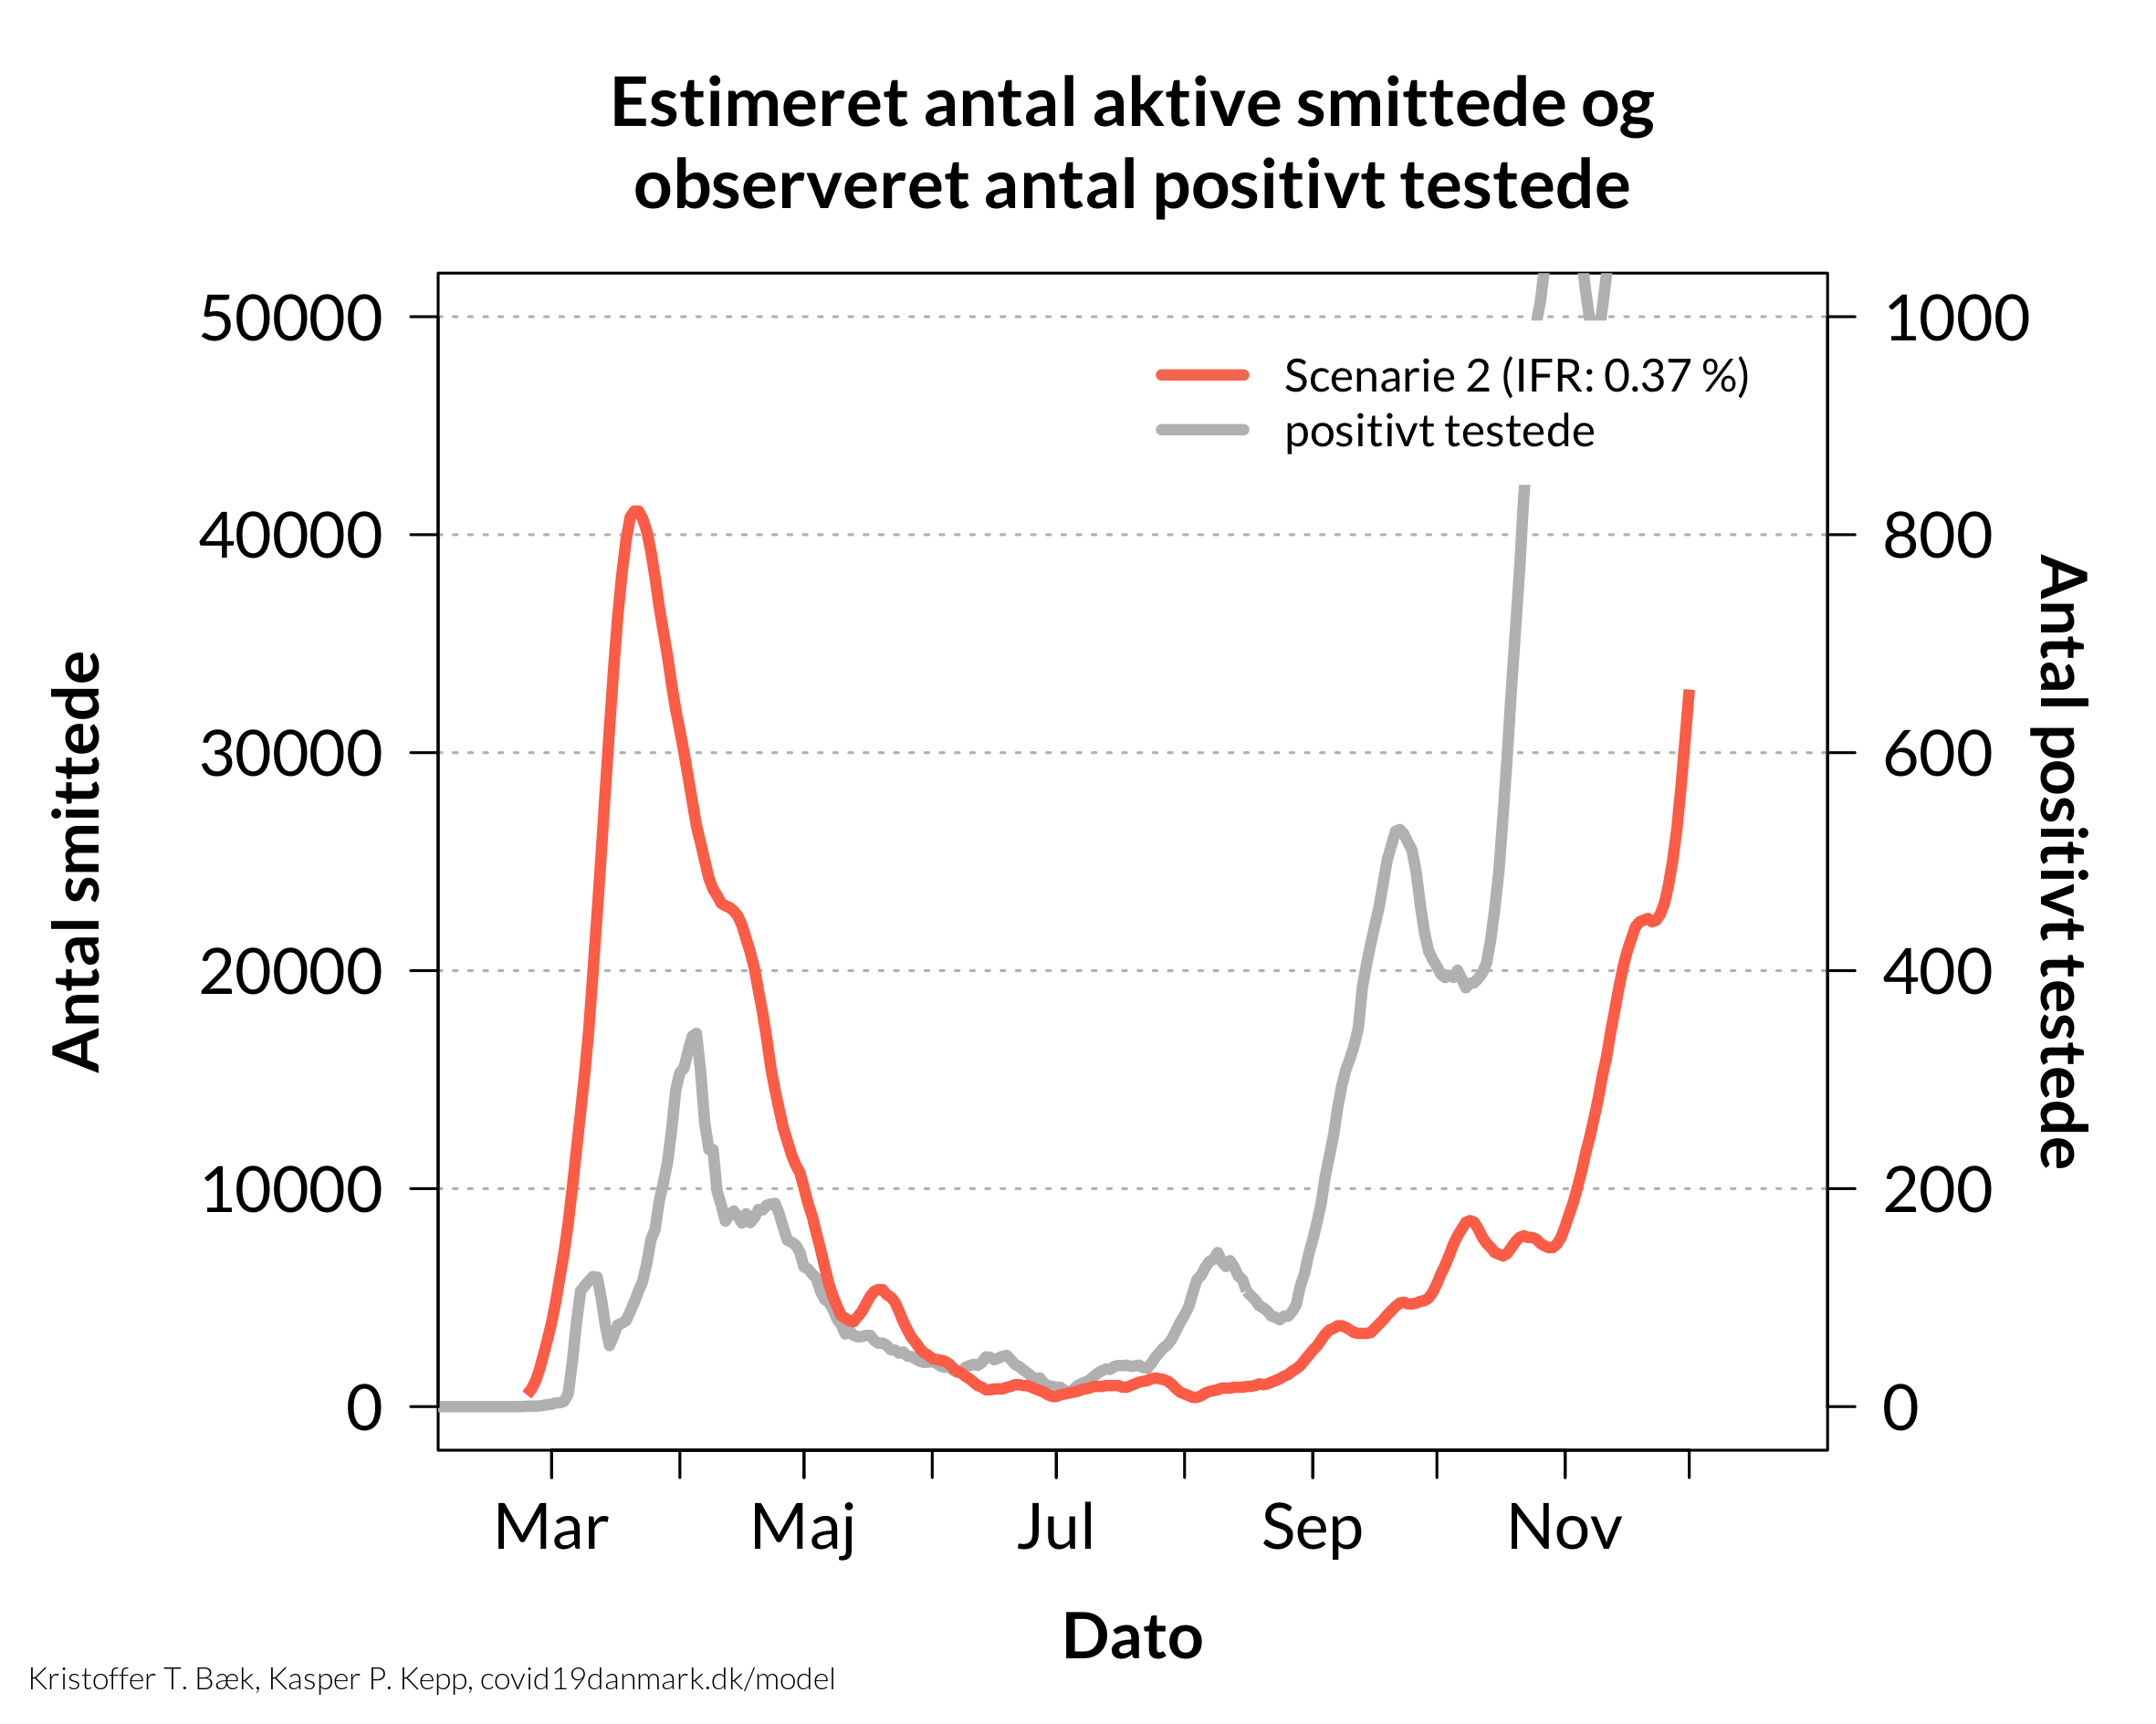 Estimeret antal aktive smittede og
observeret antal positivt testede
50000
40000
30000
20000
10000
0
Antal smittede
1000
800
600
400
200
0
Antal positivt testede
Scenarie 2 (IFR: 0.37 %)
positivt testede
Mar
Maj
Jul
Sep
Nov
Dato
Kristoffer T. Bæk, Kasper P. Kepp, covid19danmark.dk/model